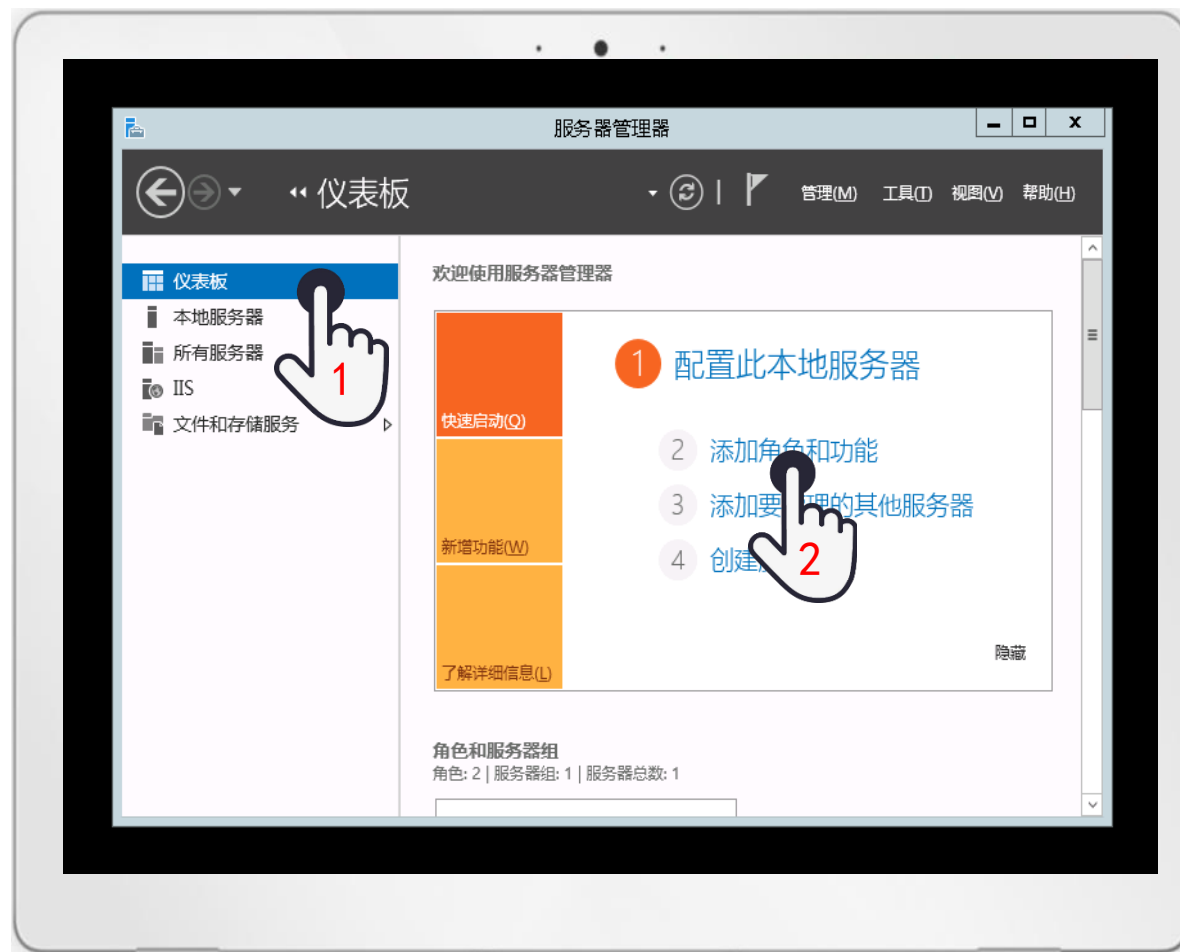 服务器管理器
仪表板
管理(M) 工具(T) 视图(V) 帮助(H)
仪表板
本地服务器
所有服务器
IIS
文件和存储服务
1
欢迎使用服务器管理器
快速启动(Q)
新增功能(W)
了解详细信息(L)
1 配置此本地服务器
2 添加角色和功能
3 添加要管理的其他服务器
4 创建
2
隐藏
角色和服务器组
角色: 2 | 服务器组: 1 | 服务器总数: 1